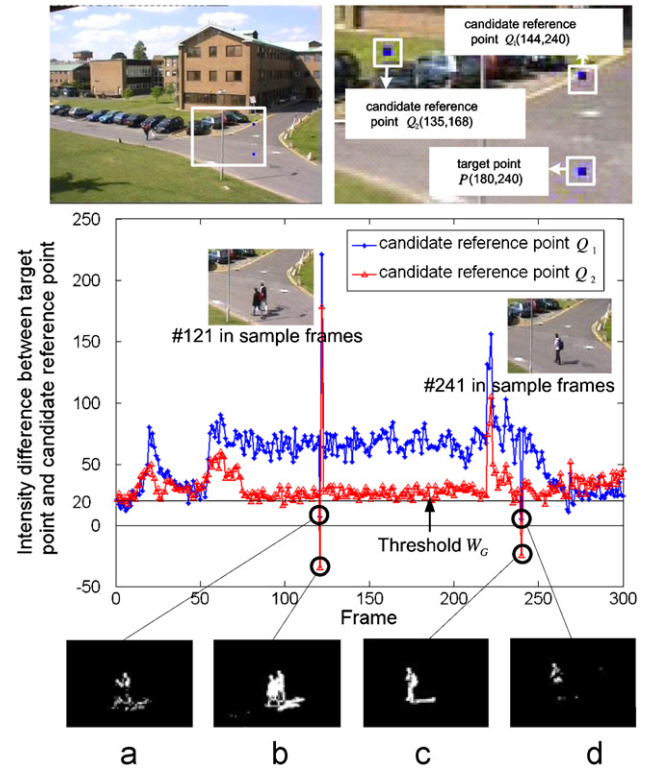 candidate reference
point Q1(144,240)
candidate reference
point Q2(135,168)
target point
P(180,240)
Intensity difference between target
point and candidate reference point
250
200
150
100
50
20
0
-50
candidate reference point Q1
candidate reference point Q2
#121 in sample frames
#241 in sample frames
Threshold WG
0 50 100 150 200 250 300
Frame
a b c d